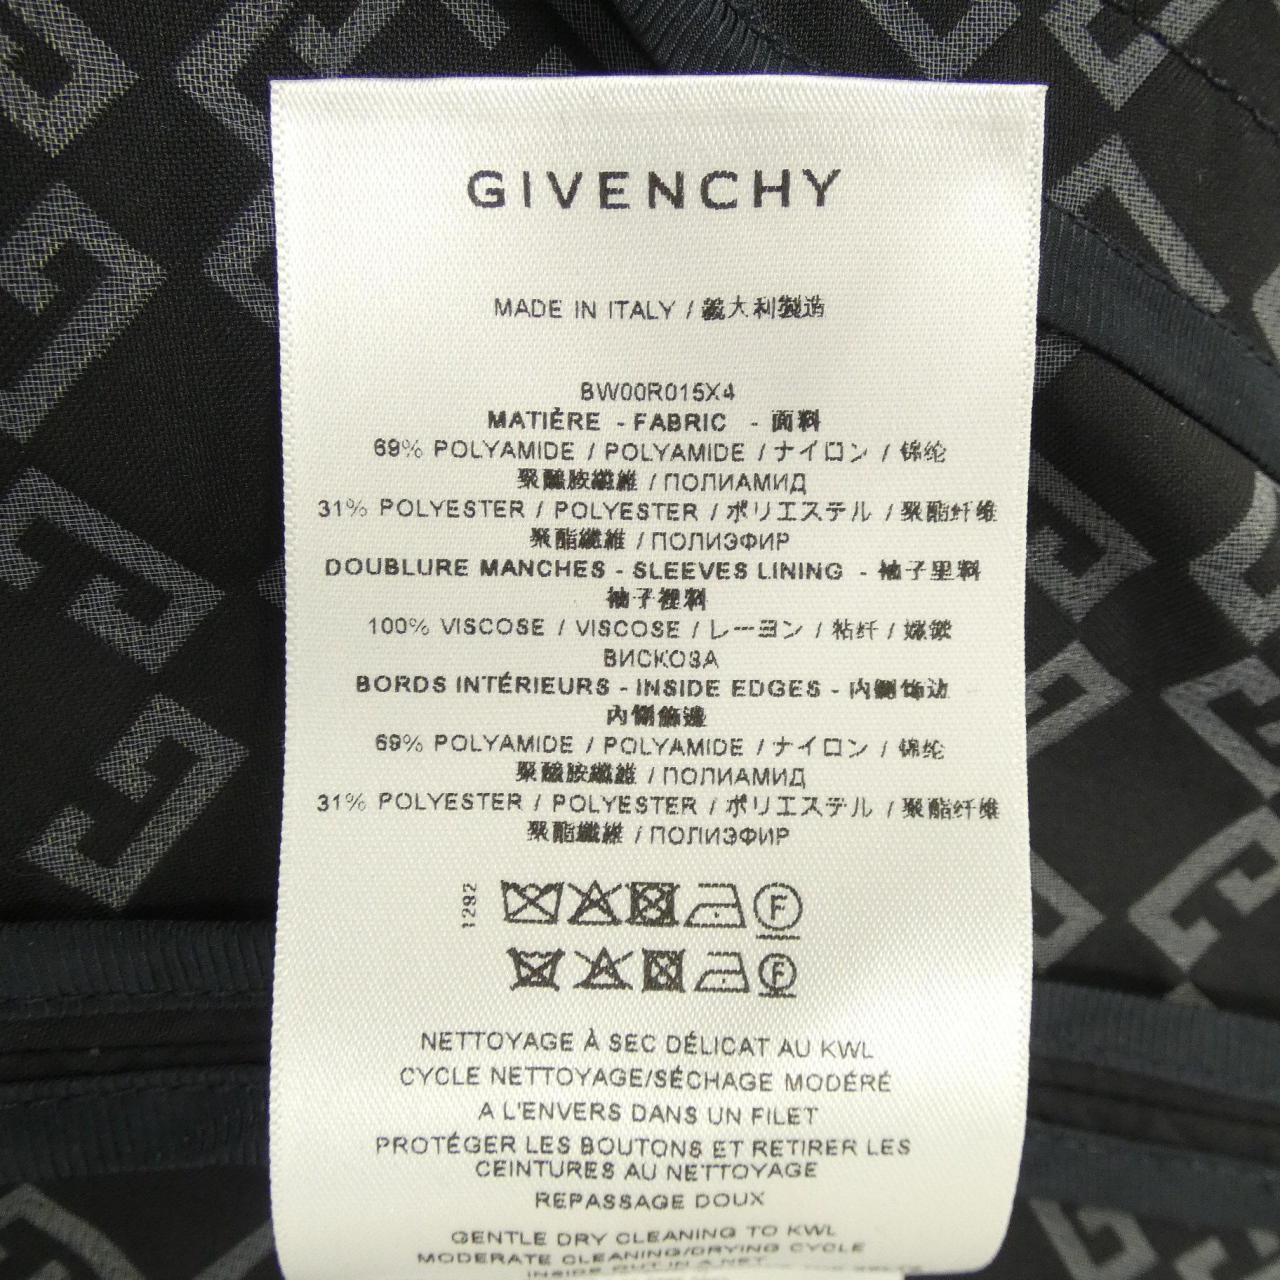 GIVENCHY
MADE IN ITALY / 義大利製造
BW00R015X4
MATIÈRE - FABRIC - 面料
69% POLYAMIDE / POLYAMIDE / ナイロン / 锦纶
聚醯胺纖維 / ПОЛИАМИД
31% POLYESTER / POLYESTER / ポリエステル / 聚酯纤维
聚酯纖維 / ПОЛИЭФИР
DOUBLURE MANCHES - SLEEVES LINING - 袖子里料
袖子裡料
100% VISCOSE / VISCOSE / レーヨン / 粘纤 / 嫘縈
ВИСКОЗА
BORDS INTÉRIEURS - INSIDE EDGES - 内侧饰边
內側飾邊
69% POLYAMIDE / POLYAMIDE / ナイロン / 锦纶
聚醯胺纖維 / ПОЛИАМИД
31% POLYESTER / POLYESTER / ポリエステル / 聚酯纤维
聚酯纖維 / ПОЛИЭФИР
1292
F
F
NETTOYAGE À SEC DÉLICAT AU KWL
CYCLE NETTOYAGE/SÉCHAGE MODÉRÉ
A L'ENVERS DANS UN FILET
PROTÉGER LES BOUTONS ET RETIRER LES
CEINTURES AU NETTOYAGE
REPASSAGE DOUX
GENTLE DRY CLEANING TO KWL
MODERATE CLEANING/DRYING CYCLE
INSIDE OUT IN A NET